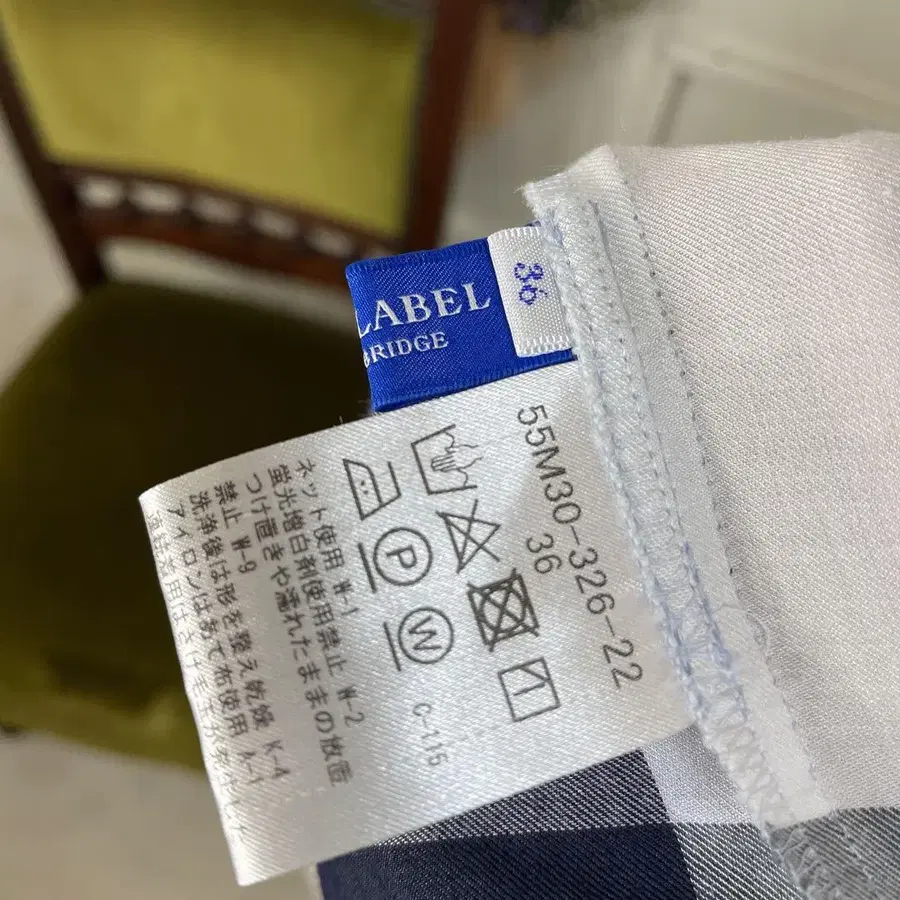 LABEL
BRIDGE
36
55M30-326-22
36
P
W
C-115
ネット使用 W-1
蛍光増白剤使用禁止 W-2
つけ置きや濡れたままの放置
禁止 W-9
洗浄後は形を整え乾燥 K-4
アイロンはあて布使用 A-1